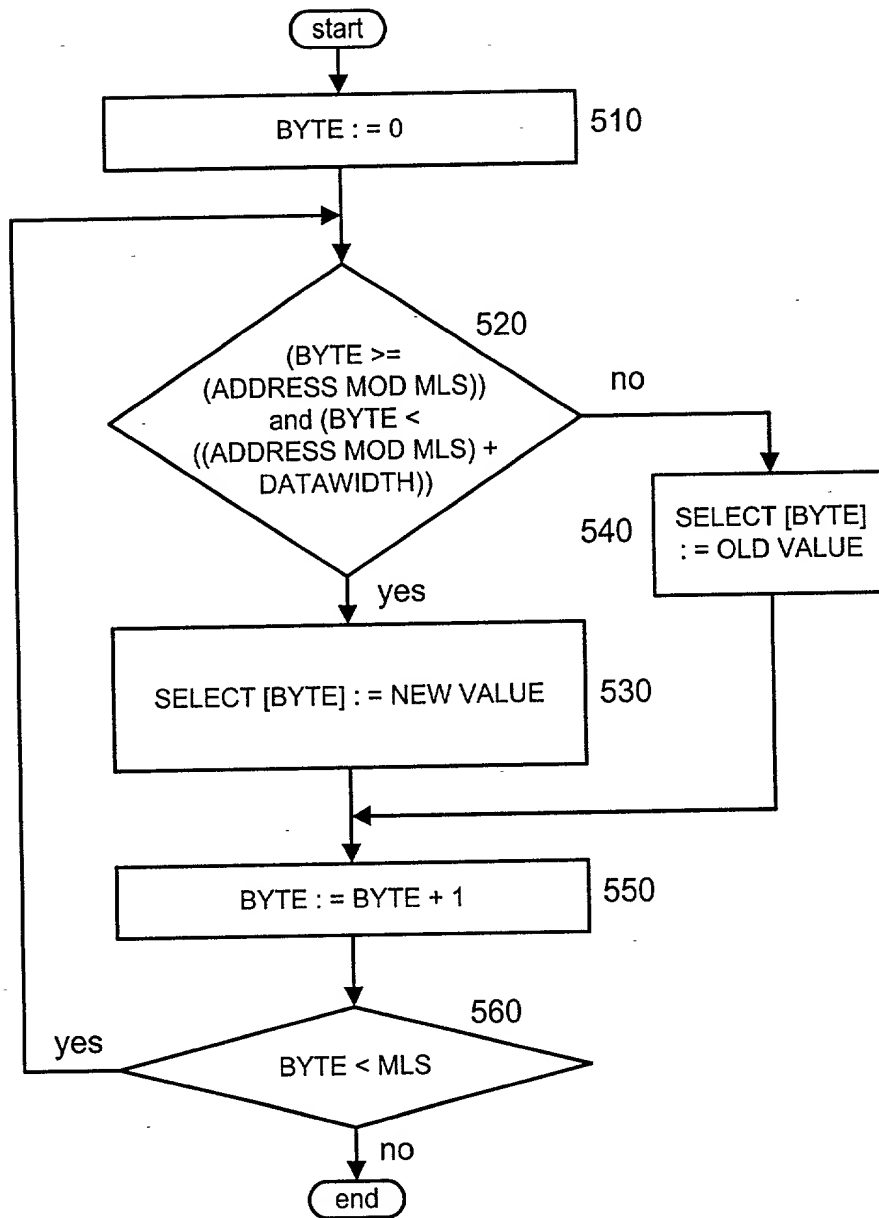 start
BYTE : = 0
510
520
(BYTE >=
(ADDRESS MOD MLS))
and (BYTE <
((ADDRESS MOD MLS) +
DATAWIDTH))
no
540
SELECT [BYTE]
: = OLD VALUE
yes
SELECT [BYTE] : = NEW VALUE
530
BYTE : = BYTE + 1
550
560
yes
BYTE < MLS
no
end